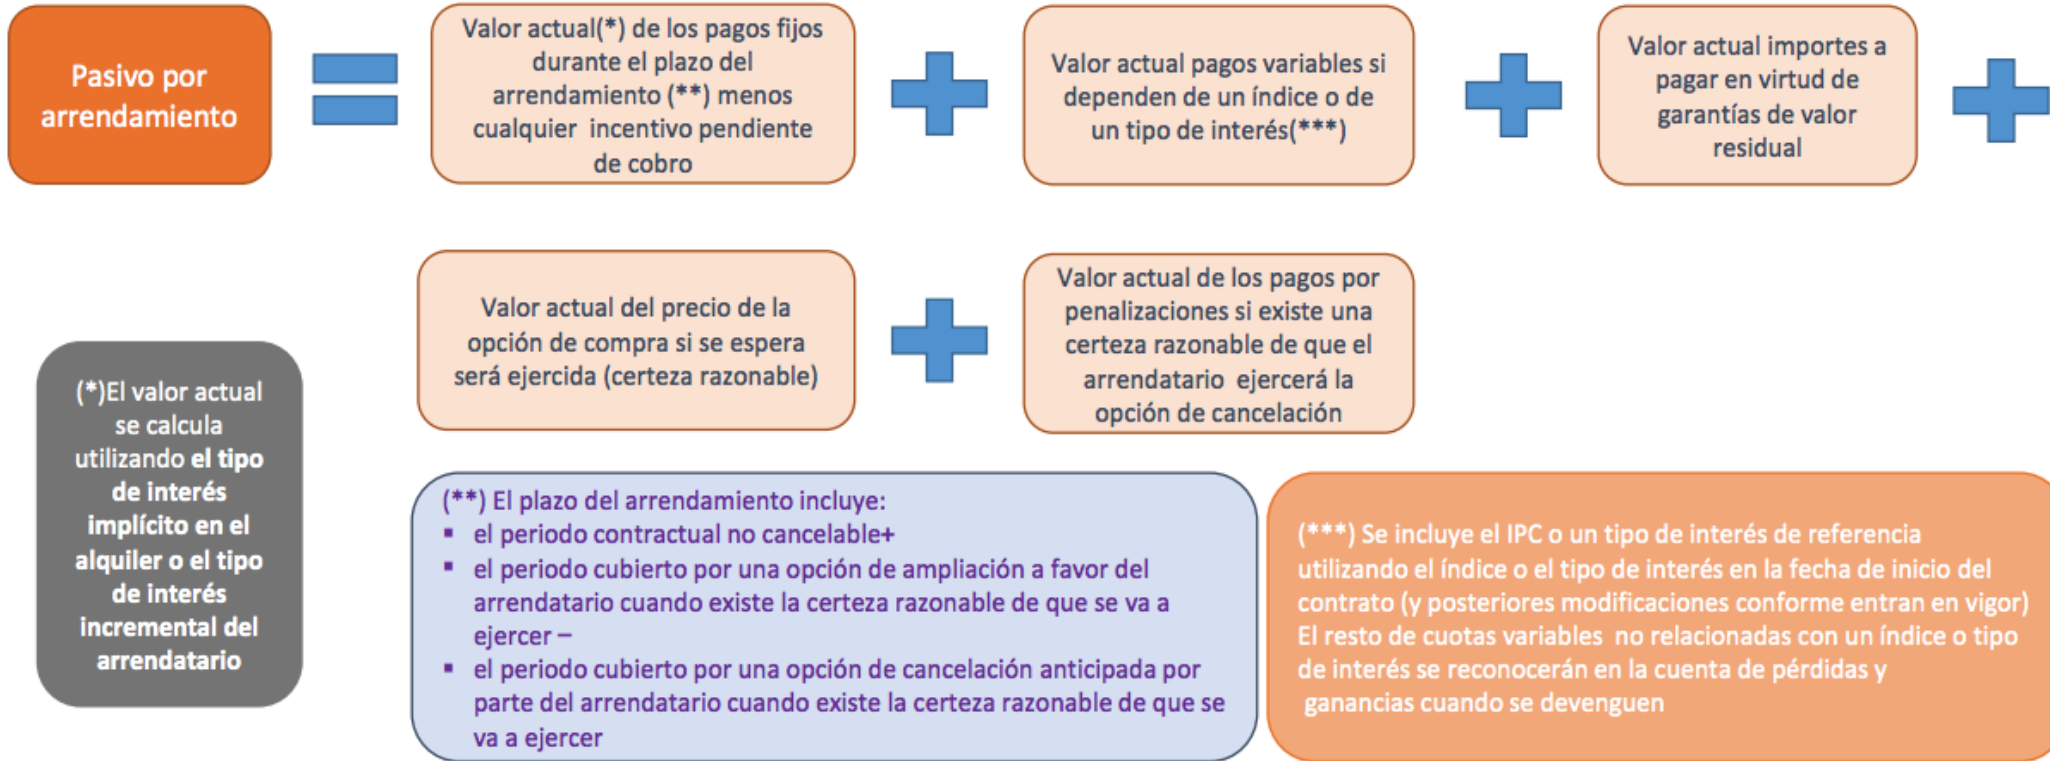 Pasivo por
arrendamiento
Valor actual(*) de los pagos fijos
durante el plazo del
arrendamiento (**) menos
cualquier incentivo pendiente
de cobro
Valor actual pagos variables si
dependen de un índice o de
un tipo de interés(***)
Valor actual importes a
pagar en virtud de
garantías de valor
residual
Valor actual del precio de la
opción de compra si se espera
será ejercida (certeza razonable)
Valor actual de los pagos por
penalizaciones si existe una
certeza razonable de que el
arrendatario ejercerá la
opción de cancelación
(*)El valor actual
se calcula
utilizando el tipo
de interés
implícito en el
alquiler o el tipo
de interés
incremental del
arrendatario
(**) El plazo del arrendamiento incluye:
▪ el periodo contractual no cancelable+
▪ el periodo cubierto por una opción de ampliación a favor del
arrendatario cuando existe la certeza razonable de que se va a
ejercer –
▪ el periodo cubierto por una opción de cancelación anticipada por
parte del arrendatario cuando existe la certeza razonable de que se
va a ejercer
(***) Se incluye el IPC o un tipo de interés de referencia
utilizando el índice o el tipo de interés en la fecha de inicio del
contrato (y posteriores modificaciones conforme entran en vigor)
El resto de cuotas variables no relacionadas con un índice o tipo
de interés se reconocerán en la cuenta de pérdidas y
ganancias cuando se devenguen